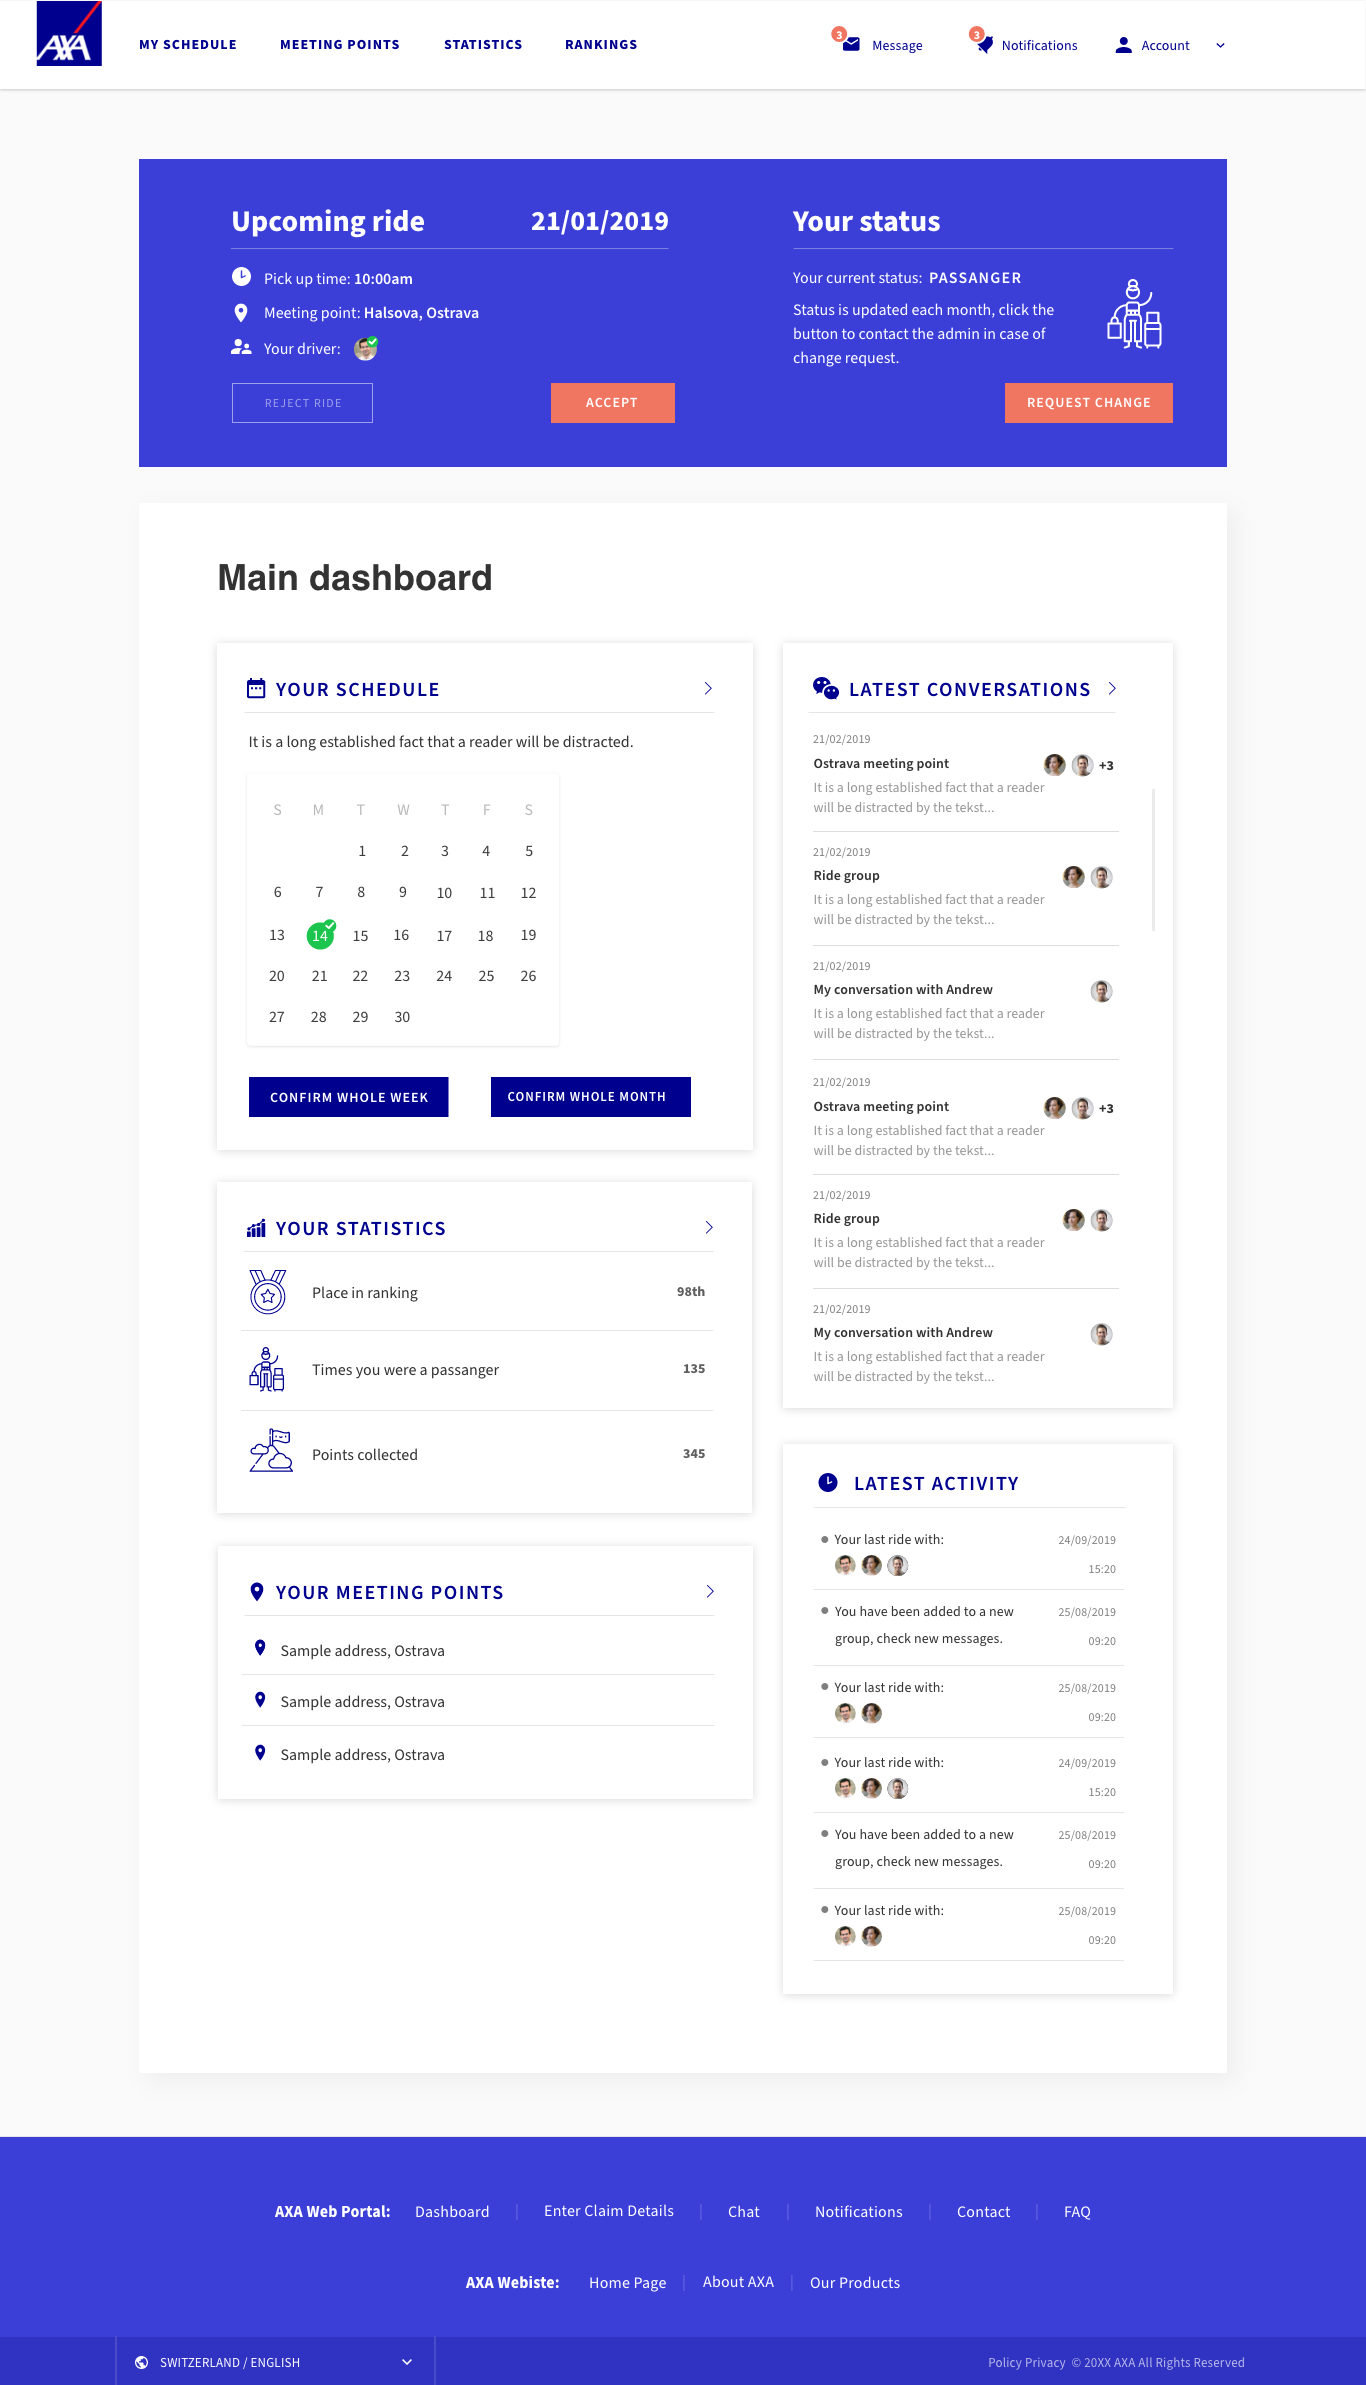 AXA
MY SCHEDULE
MEETING POINTS
STATISTICS
RANKINGS
3
Message
3
Notifications
Account
Upcoming ride
21/01/2019
Pick up time: 10:00am
Meeting point: Halsova, Ostrava
Your driver:
REJECT RIDE
ACCEPT
Your status
Your current status: PASSANGER
Status is updated each month, click the
button to contact the admin in case of
change request.
REQUEST CHANGE
Main dashboard
YOUR SCHEDULE
It is a long established fact that a reader will be distracted.
S M T W T F S
1 2 3 4 5
6 7 8 9 10 11 12
13 14 15 16 17 18 19
20 21 22 23 24 25 26
27 28 29 30
CONFIRM WHOLE WEEK
CONFIRM WHOLE MONTH
YOUR STATISTICS
Place in ranking 98th
Times you were a passanger 135
Points collected 345
YOUR MEETING POINTS
Sample address, Ostrava
Sample address, Ostrava
Sample address, Ostrava
LATEST CONVERSATIONS
21/02/2019
Ostrava meeting point +3
It is a long established fact that a reader
will be distracted by the tekst...
21/02/2019
Ride group
It is a long established fact that a reader
will be distracted by the tekst...
21/02/2019
My conversation with Andrew
It is a long established fact that a reader
will be distracted by the tekst...
21/02/2019
Ostrava meeting point +3
It is a long established fact that a reader
will be distracted by the tekst...
21/02/2019
Ride group
It is a long established fact that a reader
will be distracted by the tekst...
21/02/2019
My conversation with Andrew
It is a long established fact that a reader
will be distracted by the tekst...
LATEST ACTIVITY
Your last ride with: 24/09/2019
15:20
You have been added to a new 25/08/2019
group, check new messages. 09:20
Your last ride with: 25/08/2019
09:20
Your last ride with: 24/09/2019
15:20
You have been added to a new 25/08/2019
group, check new messages. 09:20
Your last ride with: 25/08/2019
09:20
AXA Web Portal: Dashboard | Enter Claim Details | Chat | Notifications | Contact | FAQ
AXA Webiste: Home Page | About AXA | Our Products
SWITZERLAND / ENGLISH
Policy Privacy © 20XX AXA All Rights Reserved